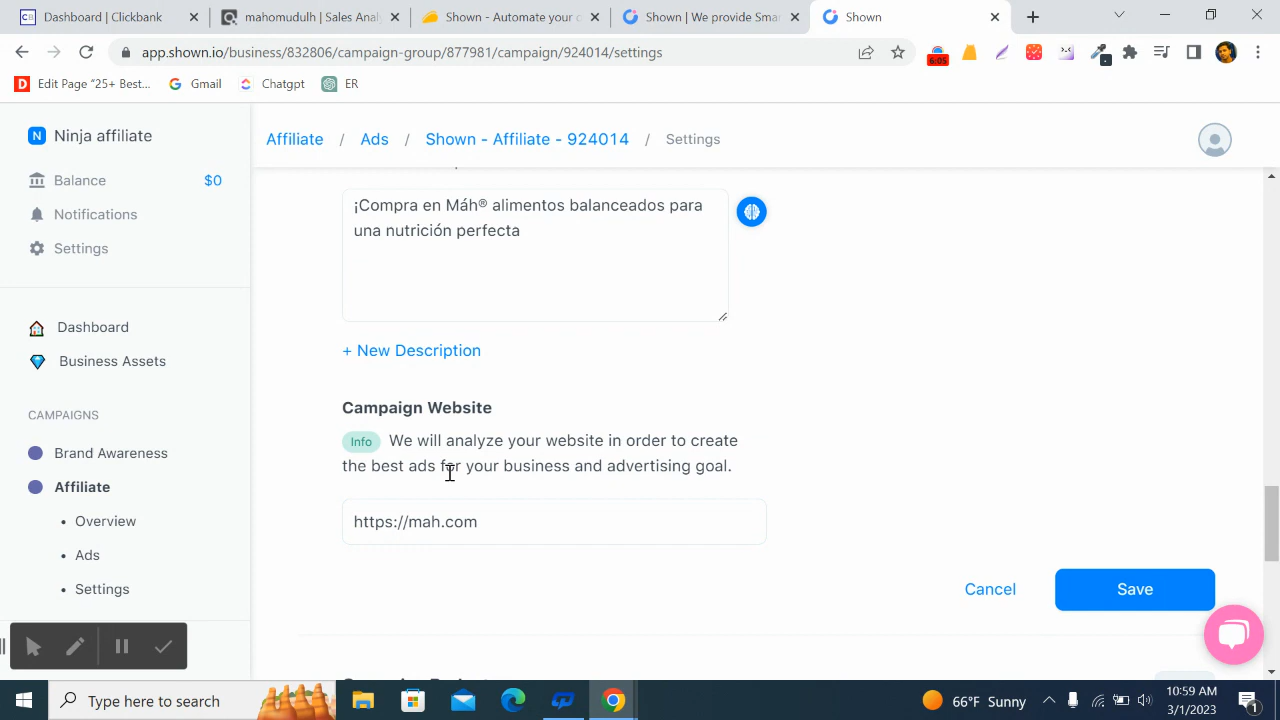 Dashboard | Clickbank
mahomudulh | Sales Anal
Shown - Automate your o
Shown | We provide Smar
Shown
app.shown.io/business/832806/campaign-group/877981/campaign/924014/settings
6:05
Edit Page “25+ Best...
Gmail
Chatgpt
ER
N Ninja affiliate
Affiliate / Ads / Shown - Affiliate - 924014 / Settings
Balance $0
Notifications
Settings
Dashboard
Business Assets
CAMPAIGNS
Brand Awareness
Affiliate
• Overview
• Ads
• Settings
¡Compra en Máh® alimentos balanceados para
una nutrición perfecta
+ New Description
Campaign Website
Info We will analyze your website in order to create
the best ads for your business and advertising goal.
https://mah.com
Cancel
Save
Type here to search
66°F Sunny
10:59 AM
3/1/2023
1